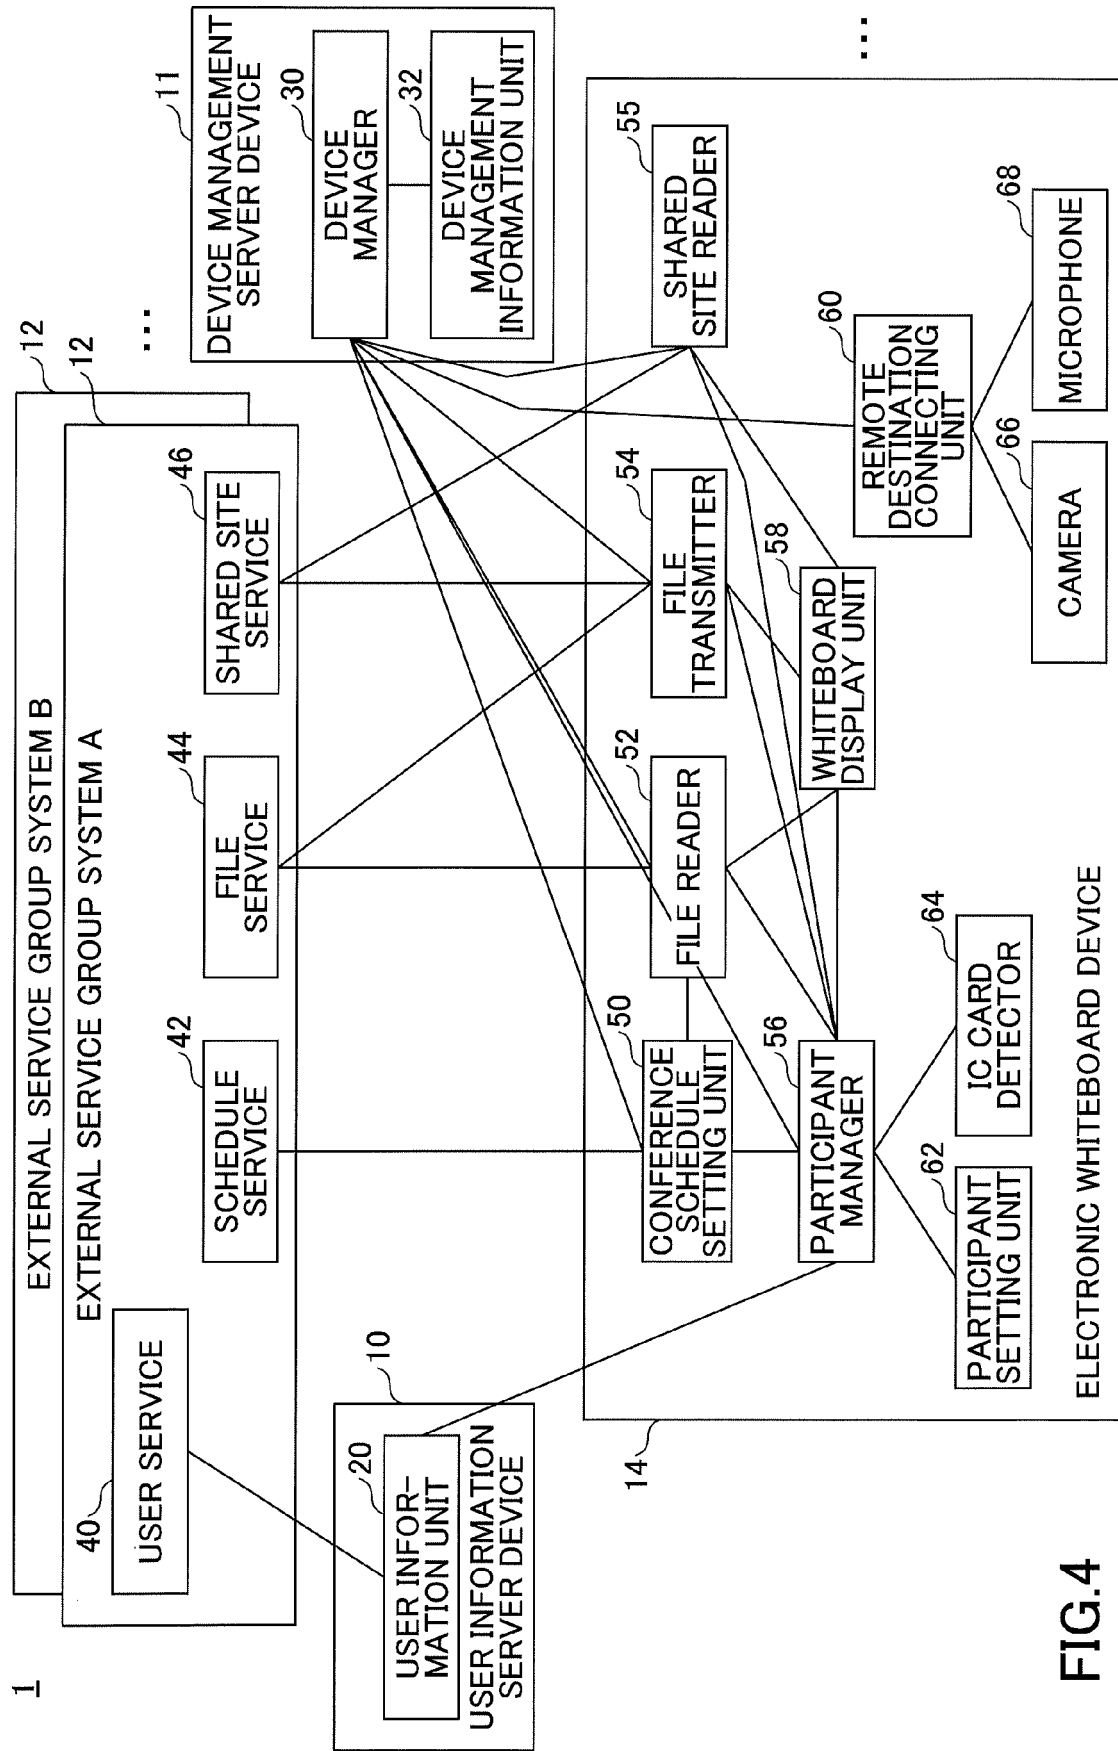 1
EXTERNAL SERVICE GROUP SYSTEM B
12
EXTERNAL SERVICE GROUP SYSTEM A
12
...
40
USER SERVICE
42
SCHEDULE
SERVICE
44
FILE
SERVICE
46
SHARED SITE
SERVICE
11
DEVICE MANAGEMENT
SERVER DEVICE
30
DEVICE
MANAGER
32
DEVICE
MANAGEMENT
INFORMATION UNIT
10
20
USER INFOR-
MATION UNIT
USER INFORMATION
SERVER DEVICE
14
...
50
CONFERENCE
SCHEDULE
SETTING UNIT
52
FILE READER
54
FILE
TRANSMITTER
55
SHARED
SITE READER
56
PARTICIPANT
MANAGER
58
WHITEBOARD
DISPLAY UNIT
60
REMOTE
DESTINATION
CONNECTING
UNIT
62
PARTICIPANT
SETTING UNIT
64
IC CARD
DETECTOR
66
CAMERA
68
MICROPHONE
ELECTRONIC WHITEBOARD DEVICE
FIG.4